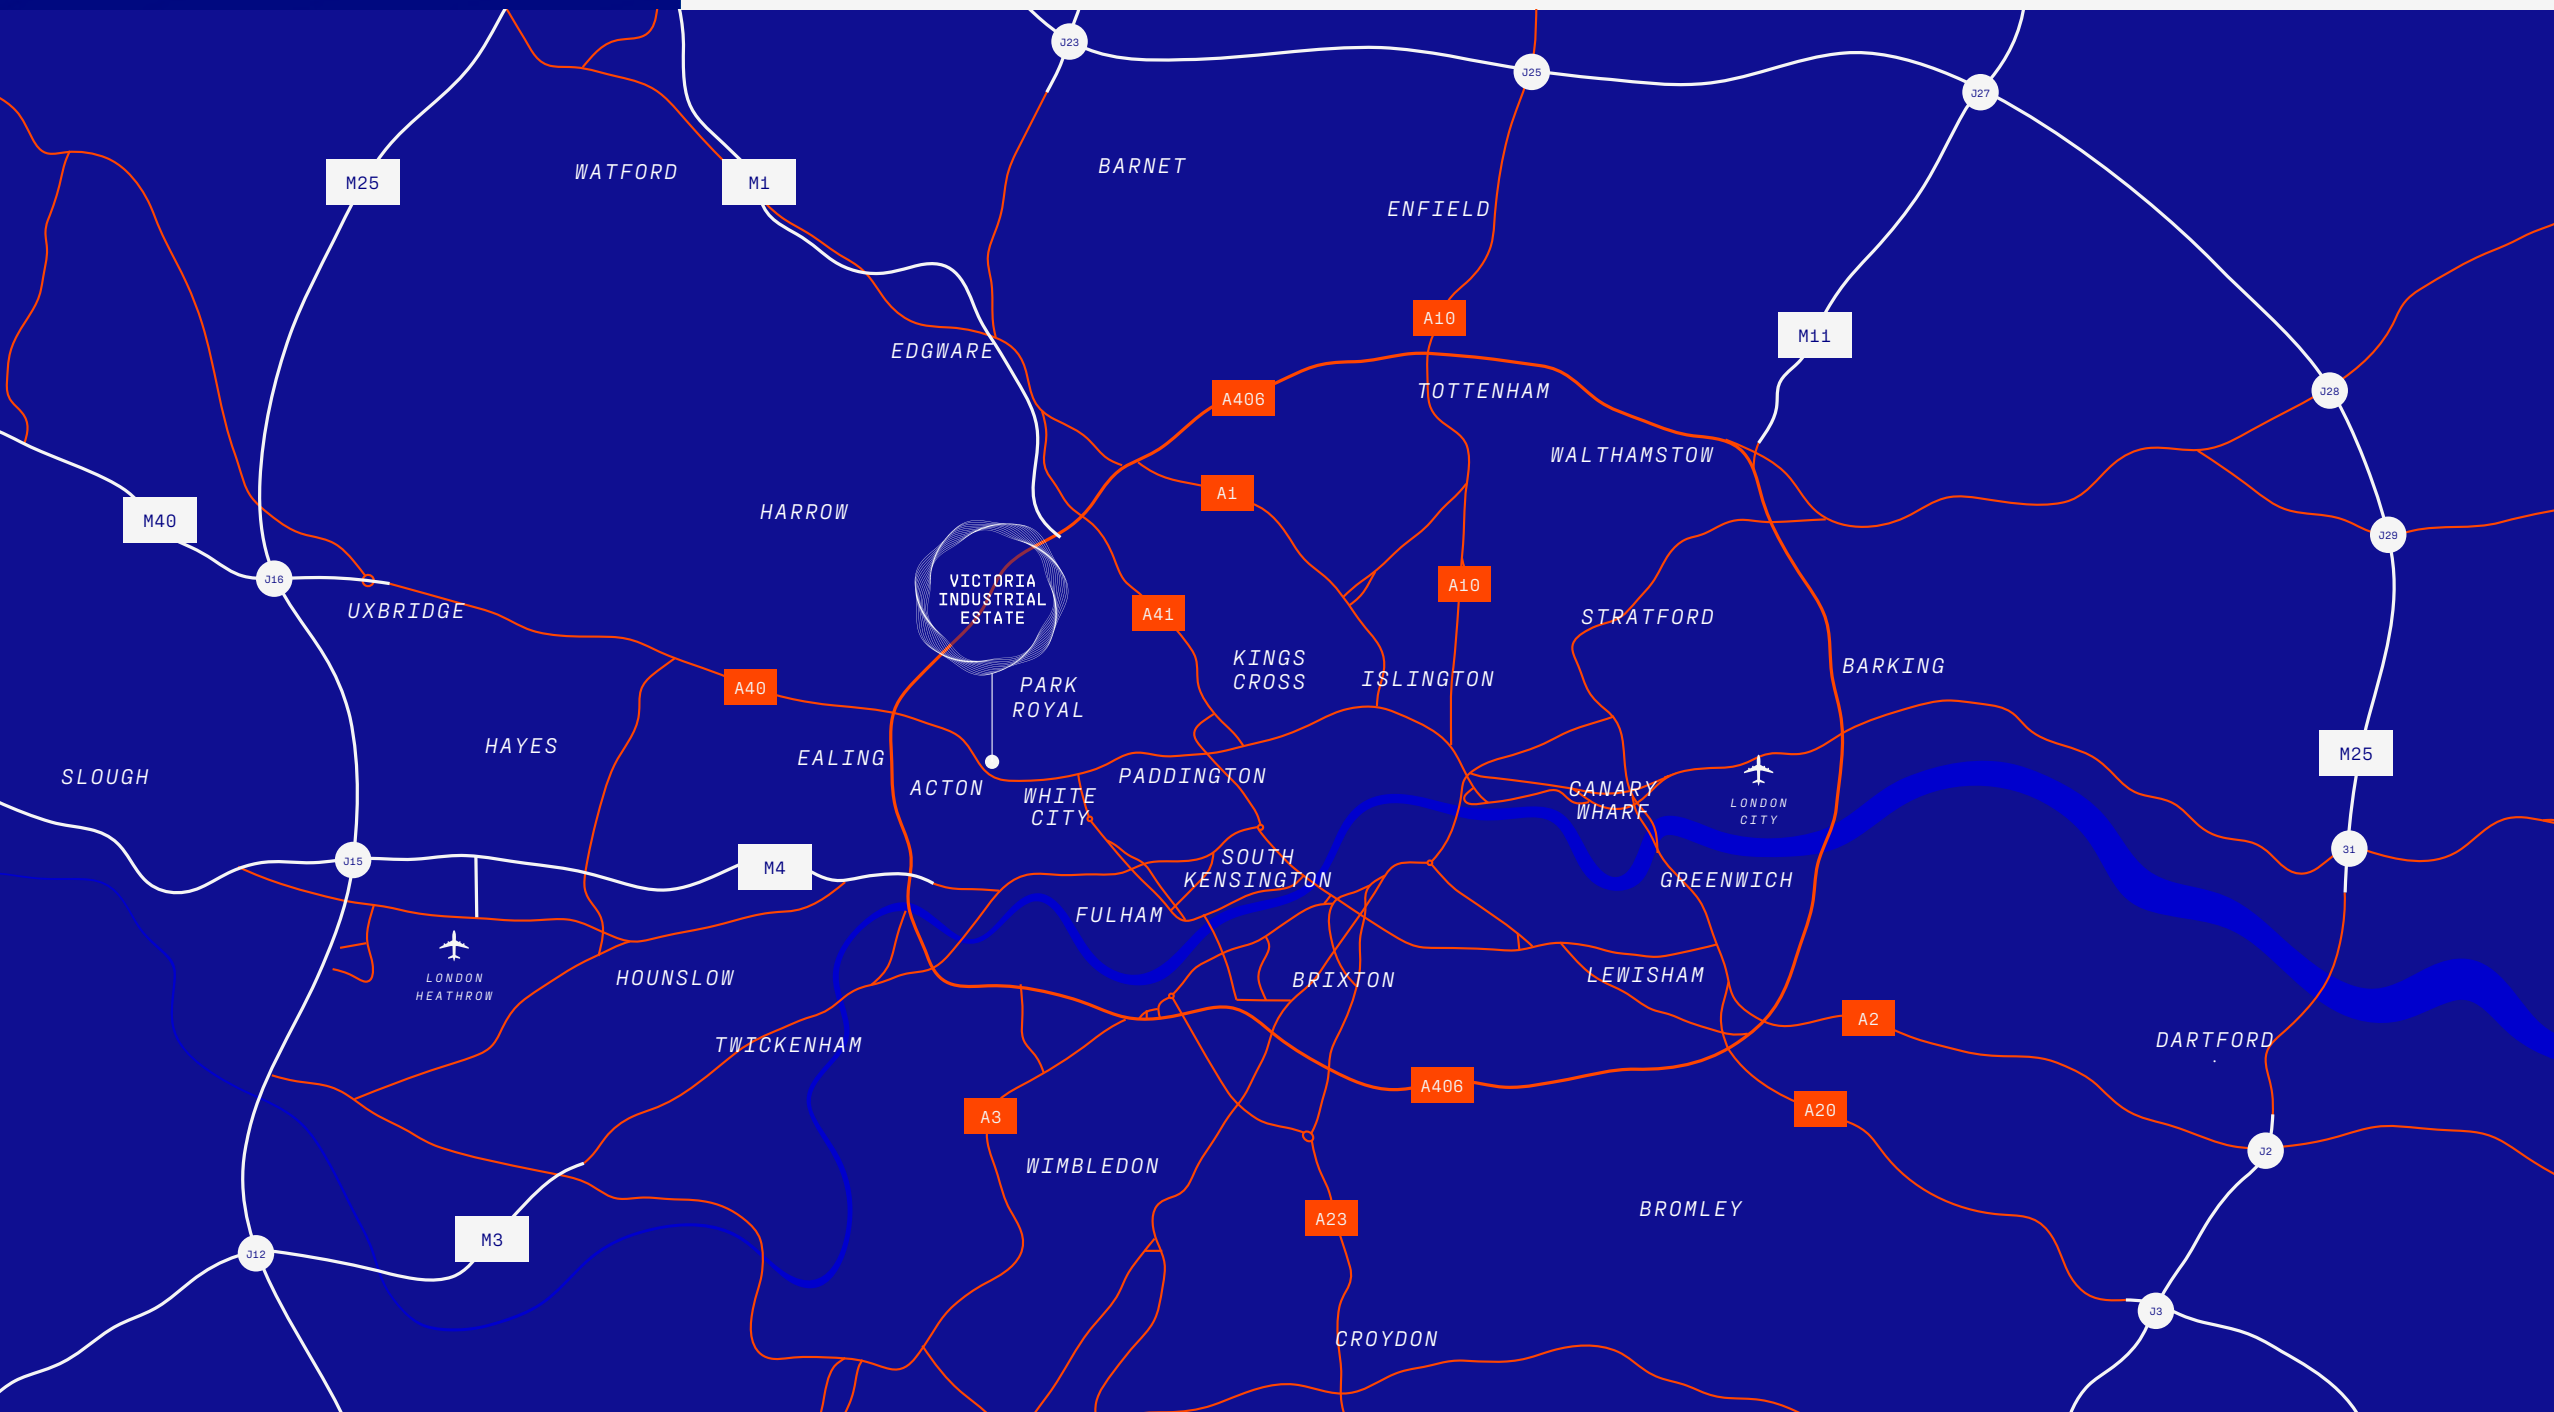 J23
J25
J27
BARNET
WATFORD
M25
M1
ENFIELD
A10
M11
EDGWARE
TOTTENHAM
J28
A406
WALTHAMSTOW
A1
HARROW
M40
J29
J16
VICTORIA
INDUSTRIAL
ESTATE
A10
UXBRIDGE
A41
STRATFORD
KINGS
CROSS
BARKING
ISLINGTON
PARK
ROYAL
A40
HAYES
EALING
M25
SLOUGH
PADDINGTON
ACTON
WHITE
CITY
CANARY
WHARF
LONDON
CITY
31
J15
SOUTH
KENSINGTON
M4
GREENWICH
FULHAM
LONDON
HEATHROW
HOUNSLOW
BRIXTON
LEWISHAM
A2
TWICKENHAM
DARTFORD
A406
A20
A3
J2
WIMBLEDON
BROMLEY
A23
M3
J12
J3
CROYDON